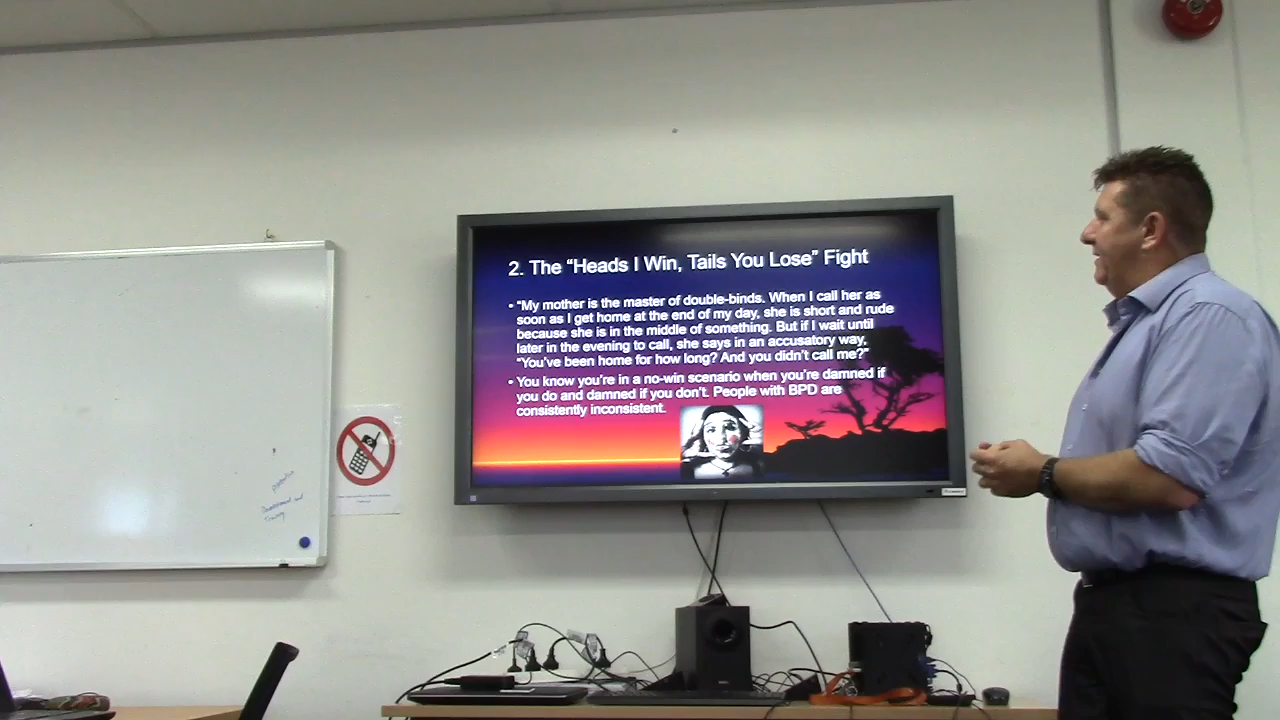 2. The “Heads I Win, Tails You Lose” Fight
• “My mother is the master of double-binds. When I call her as
soon as I get home at the end of my day, she is short and rude
because she is in the middle of something. But if I wait until
later in the evening to call, she says in an accusatory way,
“You’ve been home for how long? And you didn’t call me?”
• You know you’re in a no-win scenario when you’re damned if
you do and damned if you don’t. People with BPD are
consistently inconsistent.
and
Training